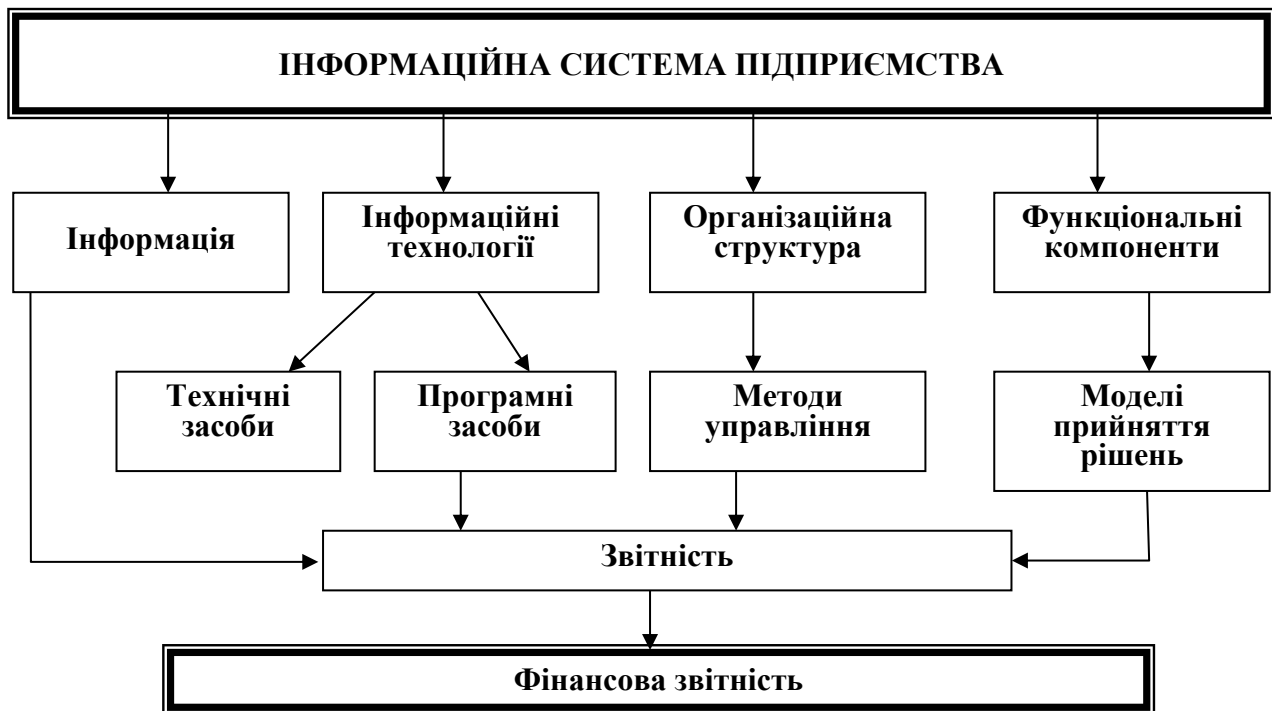 ІНФОРМАЦІЙНА СИСТЕМА ПІДПРИЄМСТВА
Інформація
Інформаційні
технології
Організаційна
структура
Функціональні
компоненти
Технічні
засоби
Програмні
засоби
Методи
управління
Моделі
прийняття
рішень
Звітність
Фінансова звітність